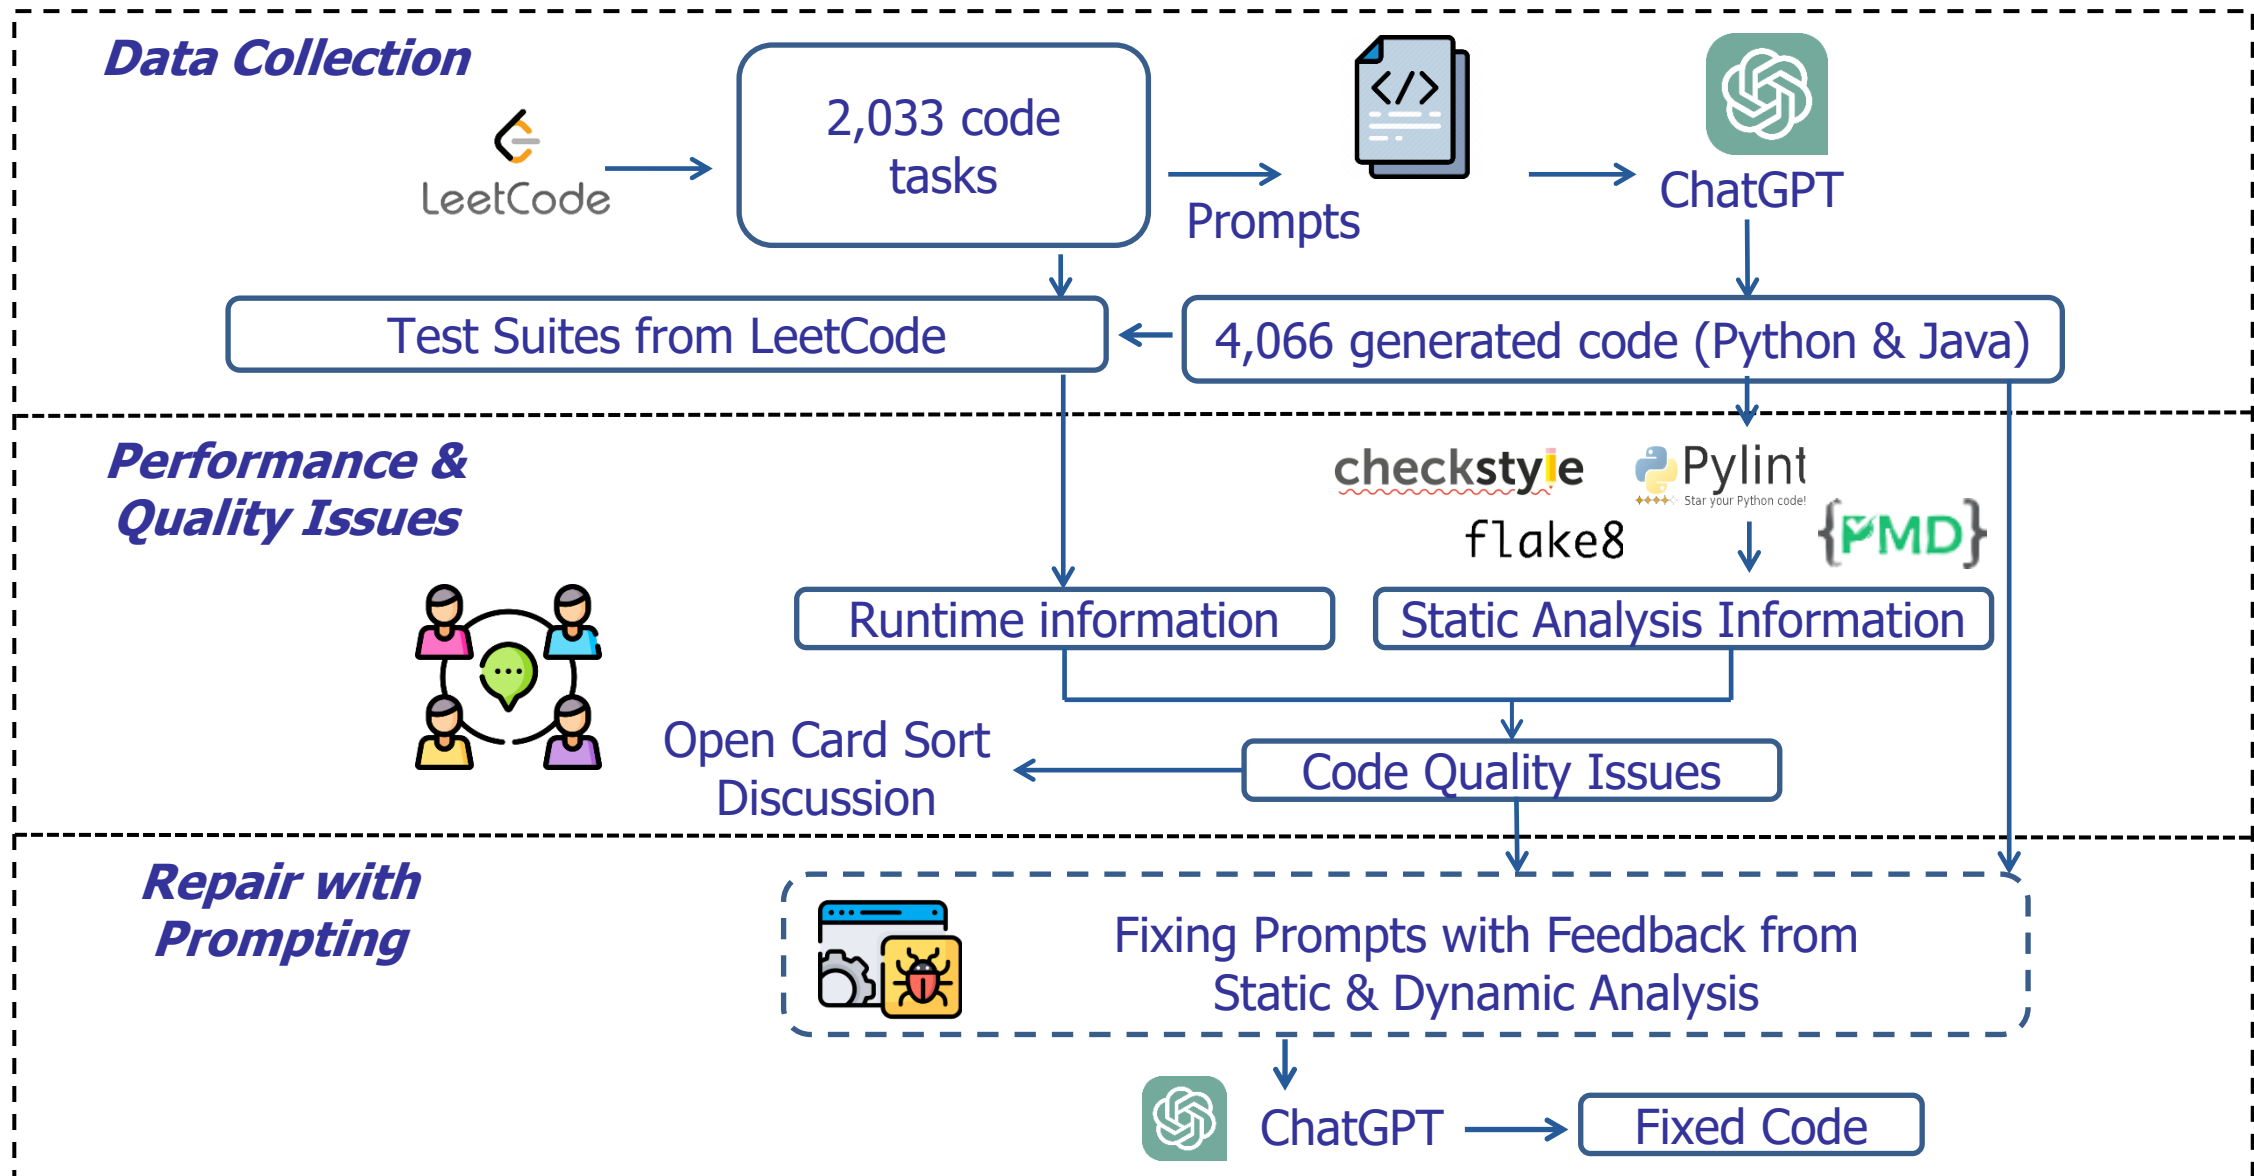 Data Collection
LeetCode
2,033 code
tasks
</>
Prompts
ChatGPT
Test Suites from LeetCode
4,066 generated code (Python & Java)
Performance &
Quality Issues
checkstyle
Pylint
Star your Python code!
flake8
{PMD}
Runtime information
Static Analysis Information
Open Card Sort
Discussion
Code Quality Issues
Repair with
Prompting
Fixing Prompts with Feedback from
Static & Dynamic Analysis
ChatGPT
Fixed Code